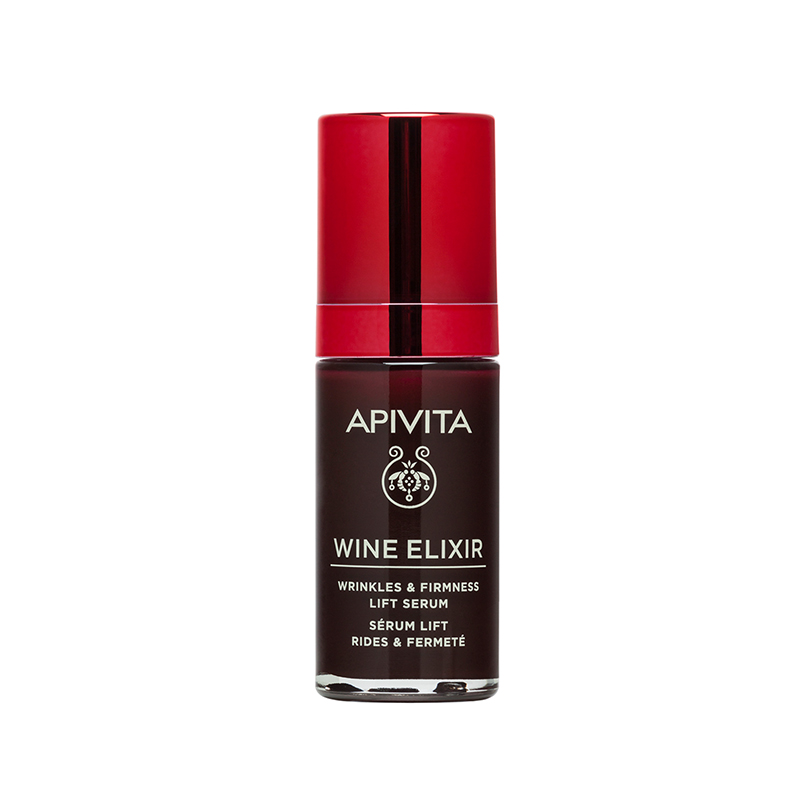 APIVITA
WINE ELIXIR
WRINKLES & FIRMNESS
LIFT SERUM
SÉRUM LIFT
RIDES & FERMETÉ